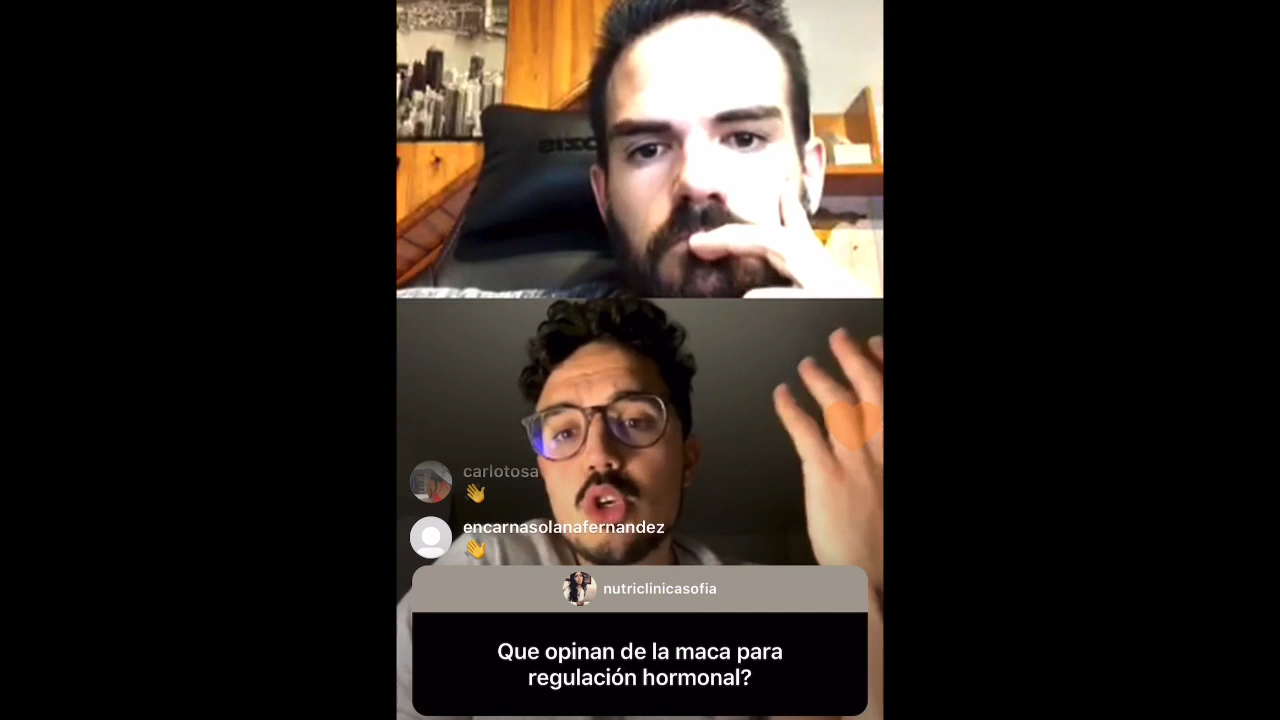 carlotosa
👋
encarnasolanafernandez
👋
nutriclinicasofia
Que opinan de la maca para
regulación hormonal?